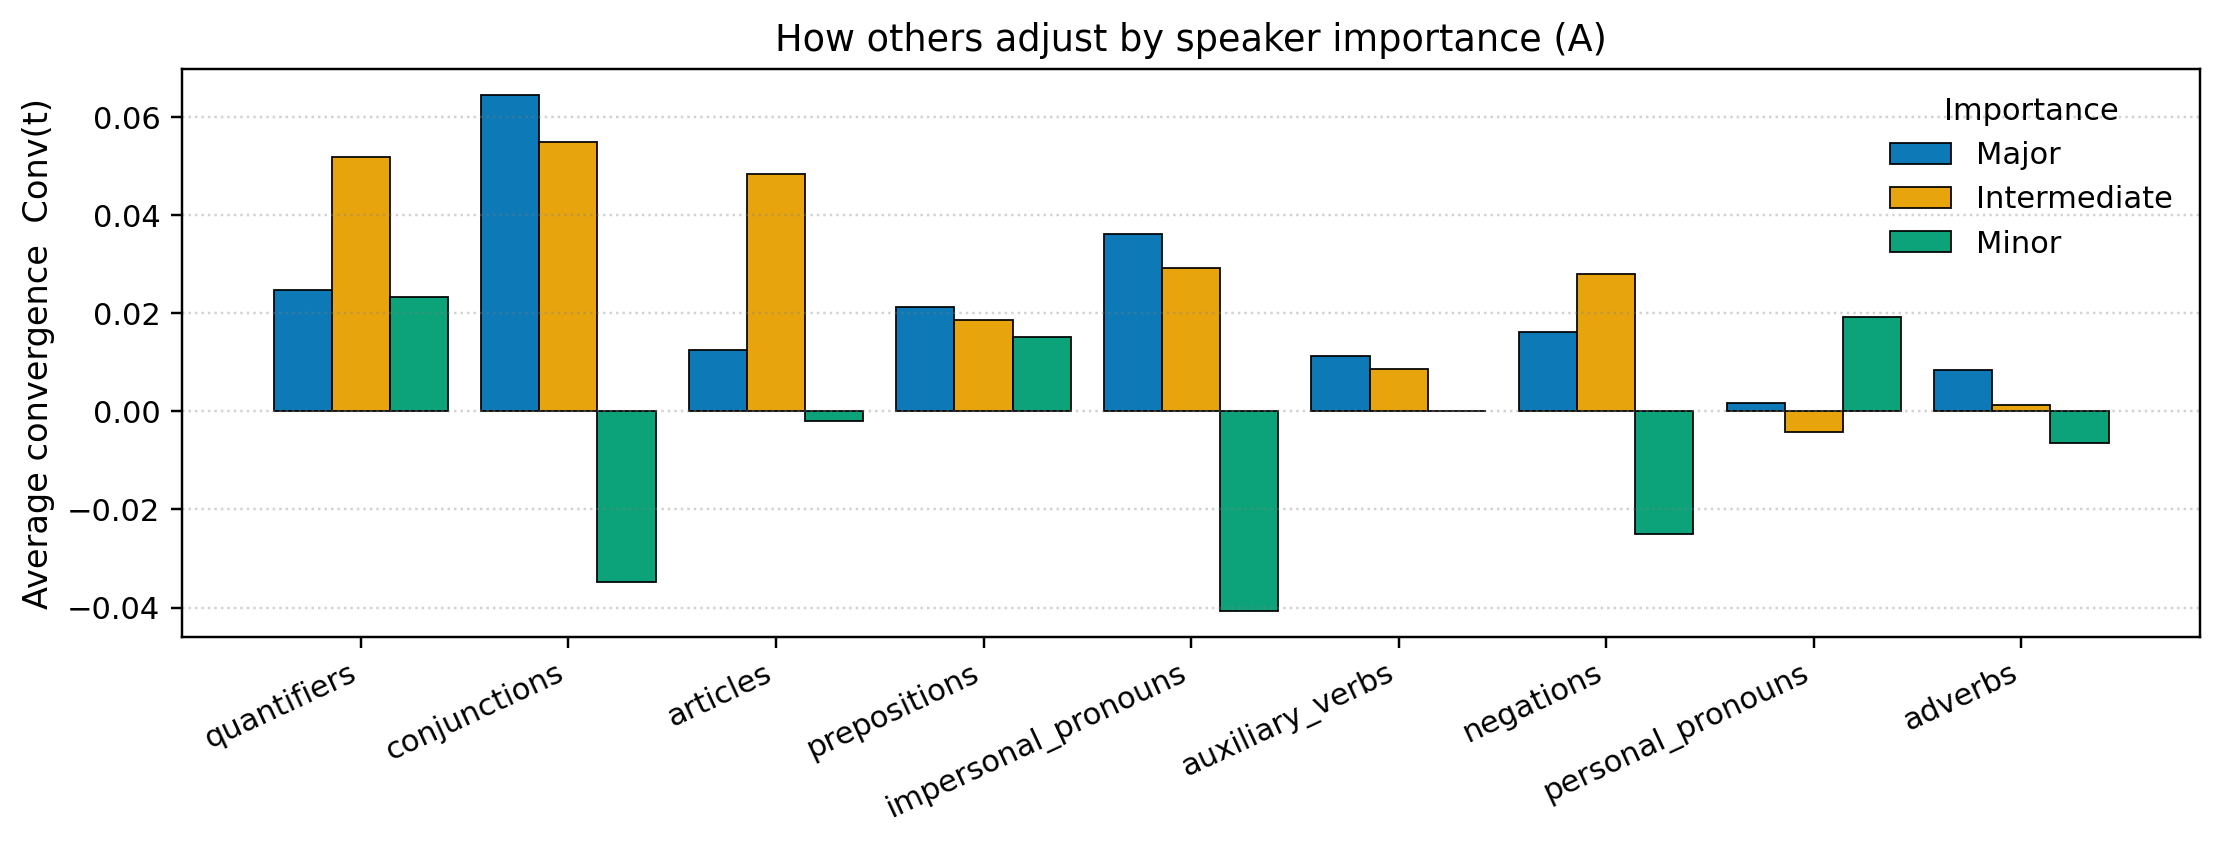 How others adjust by speaker importance (A)
Average convergence  Conv(t)
0.06
0.04
0.02
0.00
−0.02
−0.04
Importance
Major
Intermediate
Minor
quantifiers
conjunctions
articles
prepositions
impersonal_pronouns
auxiliary_verbs
negations
personal_pronouns
adverbs